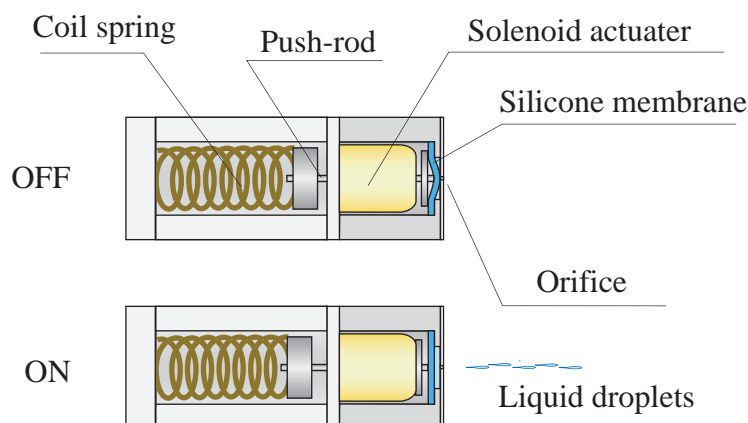 Coil spring
Push-rod
Solenoid actuater
Silicone membrane
OFF
Orifice
ON
Liquid droplets